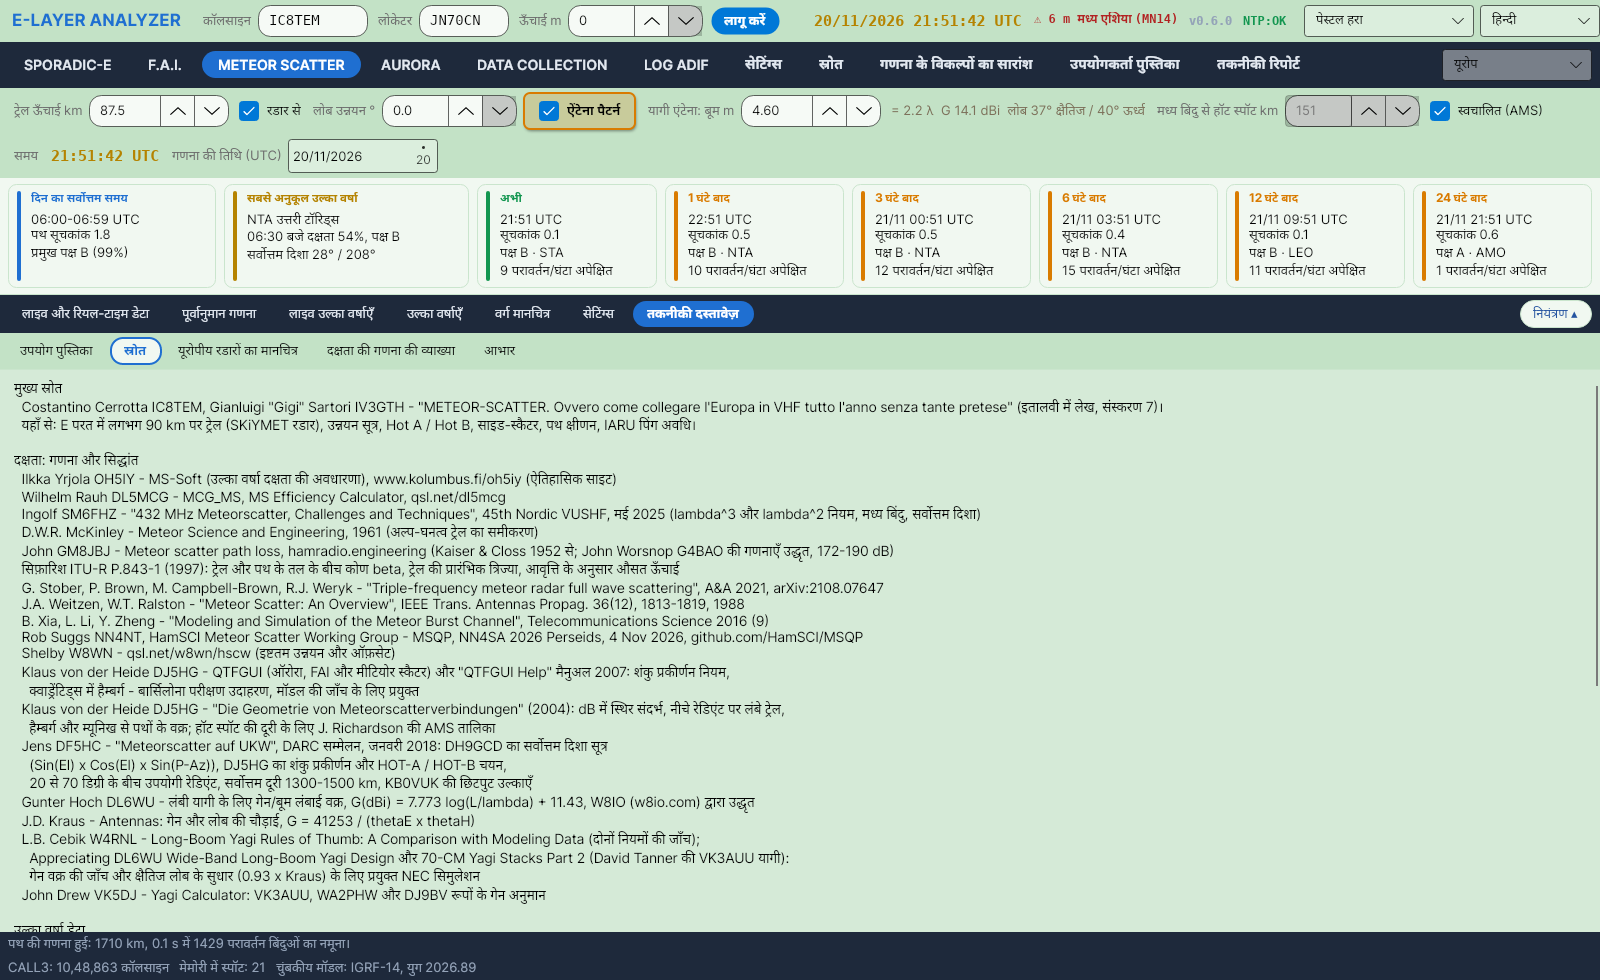 E-LAYER ANALYZER कॉलसाइन IC8TEM लोकेटर JN70CN ऊँचाई m 0 लागू करें 20/11/2026 21:51:42 UTC ⚠ 6 m मध्य एशिया (MN14) v0.6.0 NTP:OK पेस्टल हरा हिन्दी
SPORADIC-E F.A.I. METEOR SCATTER AURORA DATA COLLECTION LOG ADIF सेटिंग्स स्रोत गणना के विकल्पों का सारांश उपयोगकर्ता पुस्तिका तकनीकी रिपोर्ट यूरोप
ट्रेल ऊँचाई km 87.5 रडार से लोब उन्नयन ° 0.0 ऐंटेना पैटर्न यागी एंटेना: बूम m 4.60 = 2.2 λ G 14.1 dBi लोब 37° क्षैतिज / 40° ऊर्ध्व मध्य बिंदु से हॉट स्पॉट km 151 स्वचालित (AMS)
समय 21:51:42 UTC गणना की तिथि (UTC) 20/11/2026 20
दिन का सर्वोत्तम समय
06:00-06:59 UTC
पथ सूचकांक 1.8
प्रमुख पक्ष B (99%)
सबसे अनुकूल उल्का वर्षा
NTA उत्तरी टॉरिड्स
06:30 बजे दक्षता 54%, पक्ष B
सर्वोत्तम दिशा 28° / 208°
अभी
21:51 UTC
सूचकांक 0.1
पक्ष B · STA
9 परावर्तन/घंटा अपेक्षित
1 घंटे बाद
22:51 UTC
सूचकांक 0.5
पक्ष B · NTA
10 परावर्तन/घंटा अपेक्षित
3 घंटे बाद
21/11 00:51 UTC
सूचकांक 0.5
पक्ष B · NTA
12 परावर्तन/घंटा अपेक्षित
6 घंटे बाद
21/11 03:51 UTC
सूचकांक 0.4
पक्ष B · NTA
15 परावर्तन/घंटा अपेक्षित
12 घंटे बाद
21/11 09:51 UTC
सूचकांक 0.1
पक्ष B · LEO
11 परावर्तन/घंटा अपेक्षित
24 घंटे बाद
21/11 21:51 UTC
सूचकांक 0.6
पक्ष A · AMO
1 परावर्तन/घंटा अपेक्षित
लाइव और रियल-टाइम डेटा पूर्वानुमान गणना लाइव उल्का वर्षाएँ उल्का वर्षाएँ वर्ग मानचित्र सेटिंग्स तकनीकी दस्तावेज़ नियंत्रण ▴
उपयोग पुस्तिका स्रोत यूरोपीय रडारों का मानचित्र दक्षता की गणना की व्याख्या आभार
मुख्य स्रोत
Costantino Cerrotta IC8TEM, Gianluigi "Gigi" Sartori IV3GTH - "METEOR-SCATTER. Ovvero come collegare l'Europa in VHF tutto l'anno senza tante pretese" (इतालवी में लेख, संस्करण 7)।
यहाँ से: E परत में लगभग 90 km पर ट्रेल (SKiYMET रडार), उन्नयन सूत्र, Hot A / Hot B, साइड-स्कैटर, पथ क्षीणन, IARU पिंग अवधि।
दक्षता: गणना और सिद्धांत
Ilkka Yrjola OH5IY - MS-Soft (उल्का वर्षा दक्षता की अवधारणा), www.kolumbus.fi/oh5iy (ऐतिहासिक साइट)
Wilhelm Rauh DL5MCG - MCG_MS, MS Efficiency Calculator, qsl.net/dl5mcg
Ingolf SM6FHZ - "432 MHz Meteorscatter, Challenges and Techniques", 45th Nordic VUSHF, मई 2025 (lambda^3 और lambda^2 नियम, मध्य बिंदु, सर्वोत्तम दिशा)
D.W.R. McKinley - Meteor Science and Engineering, 1961 (अल्प-घनत्व ट्रेल का समीकरण)
John GM8JBJ - Meteor scatter path loss, hamradio.engineering (Kaiser & Closs 1952 से; John Worsnop G4BAO की गणनाएँ उद्धृत, 172-190 dB)
सिफ़ारिश ITU-R P.843-1 (1997): ट्रेल और पथ के तल के बीच कोण beta, ट्रेल की प्रारंभिक त्रिज्या, आवृत्ति के अनुसार औसत ऊँचाई
G. Stober, P. Brown, M. Campbell-Brown, R.J. Weryk - "Triple-frequency meteor radar full wave scattering", A&A 2021, arXiv:2108.07647
J.A. Weitzen, W.T. Ralston - "Meteor Scatter: An Overview", IEEE Trans. Antennas Propag. 36(12), 1813-1819, 1988
B. Xia, L. Li, Y. Zheng - "Modeling and Simulation of the Meteor Burst Channel", Telecommunications Science 2016 (9)
Rob Suggs NN4NT, HamSCI Meteor Scatter Working Group - MSQP, NN4SA 2026 Perseids, 4 Nov 2026, github.com/HamSCI/MSQP
Shelby W8WN - qsl.net/w8wn/hscw (इष्टतम उन्नयन और ऑफ़सेट)
Klaus von der Heide DJ5HG - QTFGUI (ऑरोरा, FAI और मीटियोर स्कैटर) और "QTFGUI Help" मैनुअल 2007: शंकु प्रकीर्णन नियम,
क्वाड्रेंटिड्स में हैम्बर्ग - बार्सिलोना परीक्षण उदाहरण, मॉडल की जाँच के लिए प्रयुक्त
Klaus von der Heide DJ5HG - "Die Geometrie von Meteorscatterverbindungen" (2004): dB में स्थिर संदर्भ, नीचे रेडिएंट पर लंबे ट्रेल,
हैम्बर्ग और म्यूनिख से पथों के वक्र; हॉट स्पॉट की दूरी के लिए J. Richardson की AMS तालिका
Jens DF5HC - "Meteorscatter auf UKW", DARC सम्मेलन, जनवरी 2018: DH9GCD का सर्वोत्तम दिशा सूत्र
(Sin(El) x Cos(El) x Sin(P-Az)), DJ5HG का शंकु प्रकीर्णन और HOT-A / HOT-B चयन,
20 से 70 डिग्री के बीच उपयोगी रेडिएंट, सर्वोत्तम दूरी 1300-1500 km, KB0VUK की छिटपुट उल्काएँ
Gunter Hoch DL6WU - लंबी यागी के लिए गेन/बूम लंबाई वक्र, G(dBi) = 7.773 log(L/lambda) + 11.43, W8IO (w8io.com) द्वारा उद्धृत
J.D. Kraus - Antennas: गेन और लोब की चौड़ाई, G = 41253 / (thetaE x thetaH)
L.B. Cebik W4RNL - Long-Boom Yagi Rules of Thumb: A Comparison with Modeling Data (दोनों नियमों की जाँच);
Appreciating DL6WU Wide-Band Long-Boom Yagi Design और 70-CM Yagi Stacks Part 2 (David Tanner की VK3AUU यागी):
गेन वक्र की जाँच और क्षैतिज लोब के सुधार (0.93 x Kraus) के लिए प्रयुक्त NEC सिमुलेशन
John Drew VK5DJ - Yagi Calculator: VK3AUU, WA2PHW और DJ9BV रूपों के गेन अनुमान
उल्का वर्षा डेटा
पथ की गणना हुई: 1710 km, 0.1 s में 1429 परावर्तन बिंदुओं का नमूना।
CALL3: 10,48,863 कॉलसाइन मेमोरी में स्पॉट: 21 चुंबकीय मॉडल: IGRF-14, युग 2026.89